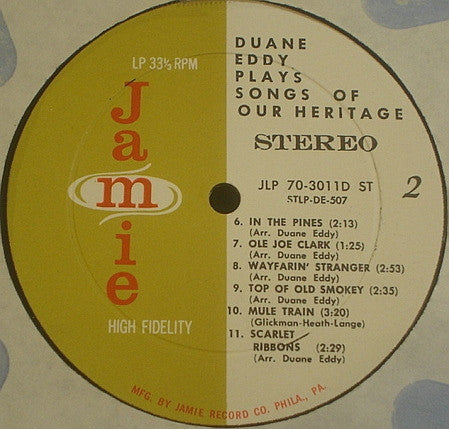 LP 33⅓ RPM
Jamie
HIGH FIDELITY
DUANE
EDDY
PLAYS
SONGS OF
OUR HERITAGE
STEREO
JLP 70-3011D ST
STLP-DE-507
2
6. IN THE PINES (2:13)
(Arr. Duane Eddy)
7. OLE JOE CLARK (1:25)
(Arr. Duane Eddy)
8. WAYFARIN' STRANGER (2:53)
(Arr. Duane Eddy)
9. TOP OF OLD SMOKEY (2:35)
(Arr. Duane Eddy)
10. MULE TRAIN (3:20)
(Glickman-Heath-Lange)
11. SCARLET
RIBBONS (2:29)
(Arr. Duane Eddy)
MFG. BY JAMIE RECORD CO. PHILA., PA.